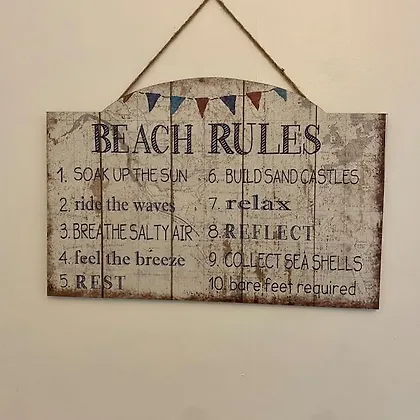 BEACH RULES
1. SOAK UP THE SUN
2. ride the waves
3. BREATHE SALTY AIR
4. feel the breeze
5. REST
6. BUILD SAND CASTLES
7. relax
8. REFLECT
9. COLLECT SEA SHELLS
10. bare feet required